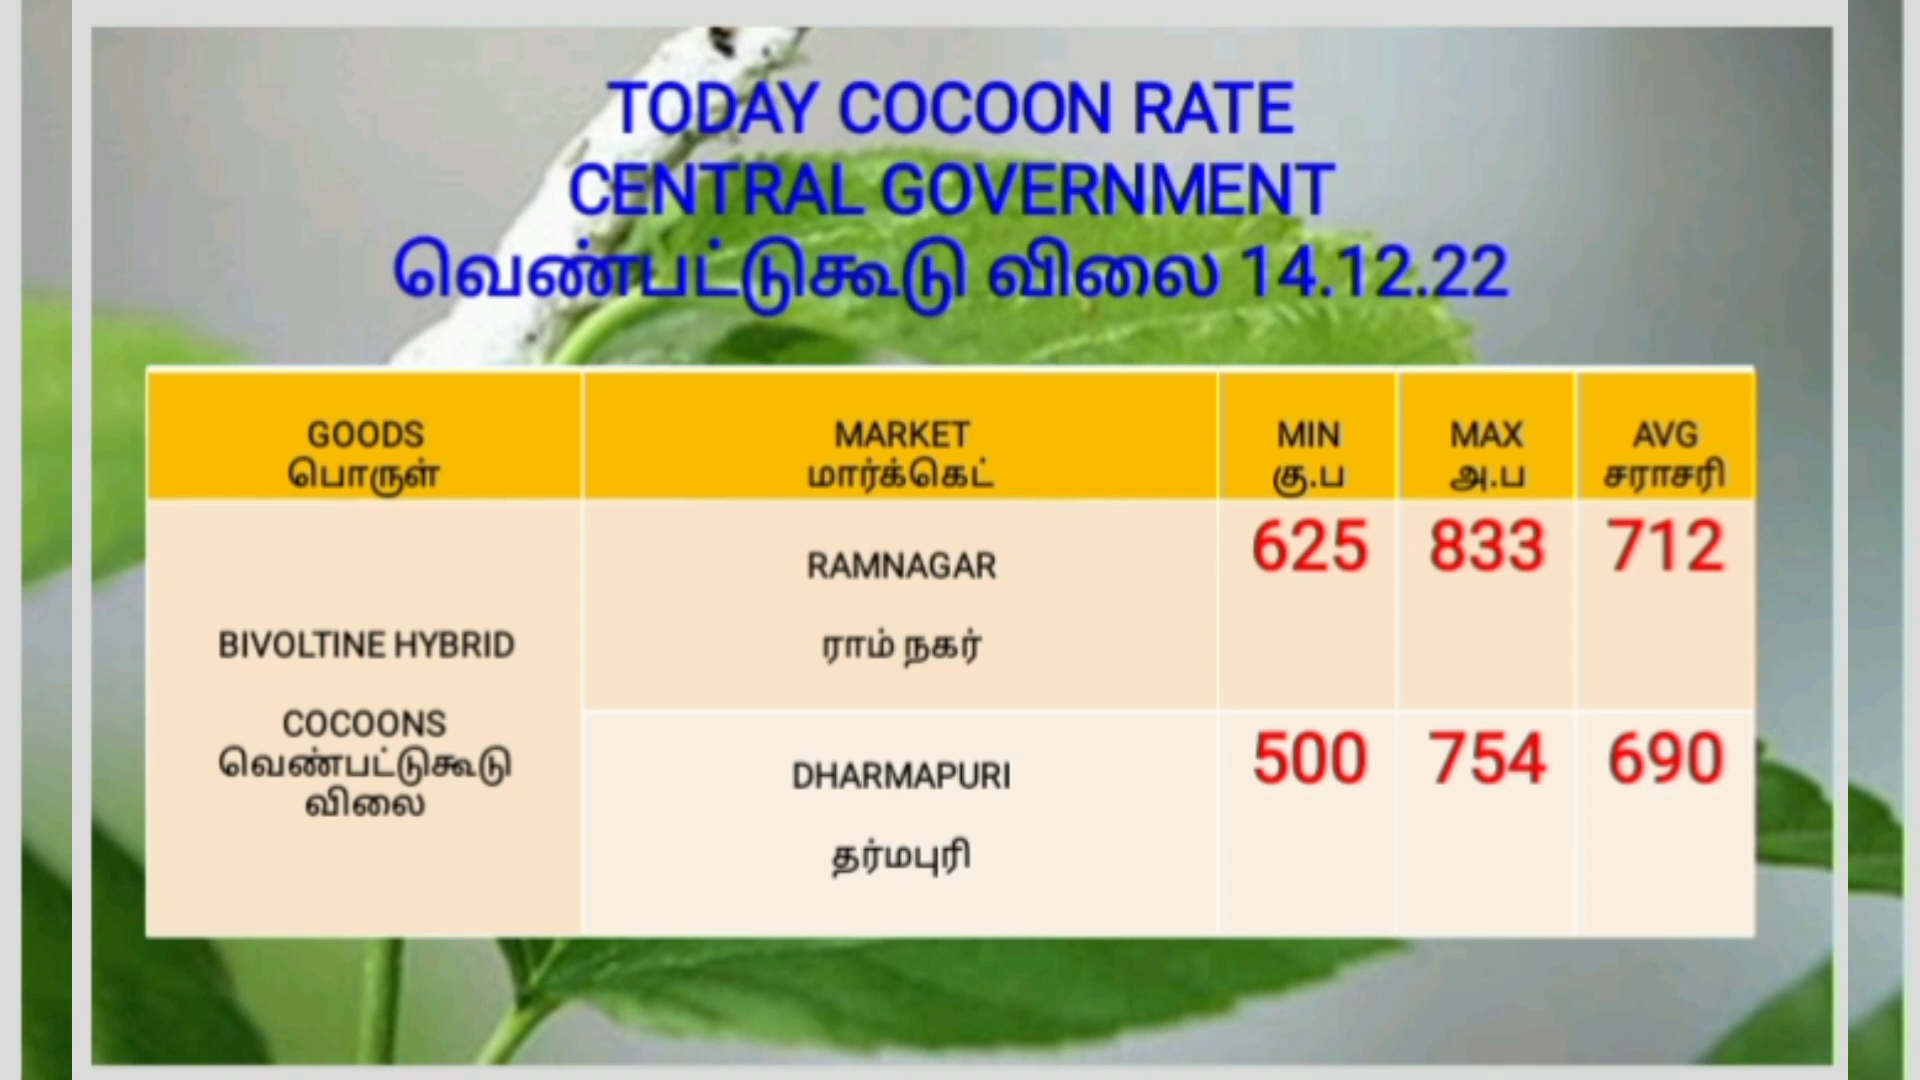 TODAY COCOON RATE
CENTRAL GOVERNMENT
வெண்பட்டுகூடு விலை 14.12.22
GOODS
பொருள்
MARKET
மார்க்கெட்
MIN
கு.ப
MAX
அ.ப
AVG
சராசரி
BIVOLTINE HYBRID
COCOONS
வெண்பட்டுகூடு
விலை
RAMNAGAR
ராம் நகர்
625
833
712
DHARMAPURI
தர்மபுரி
500
754
690